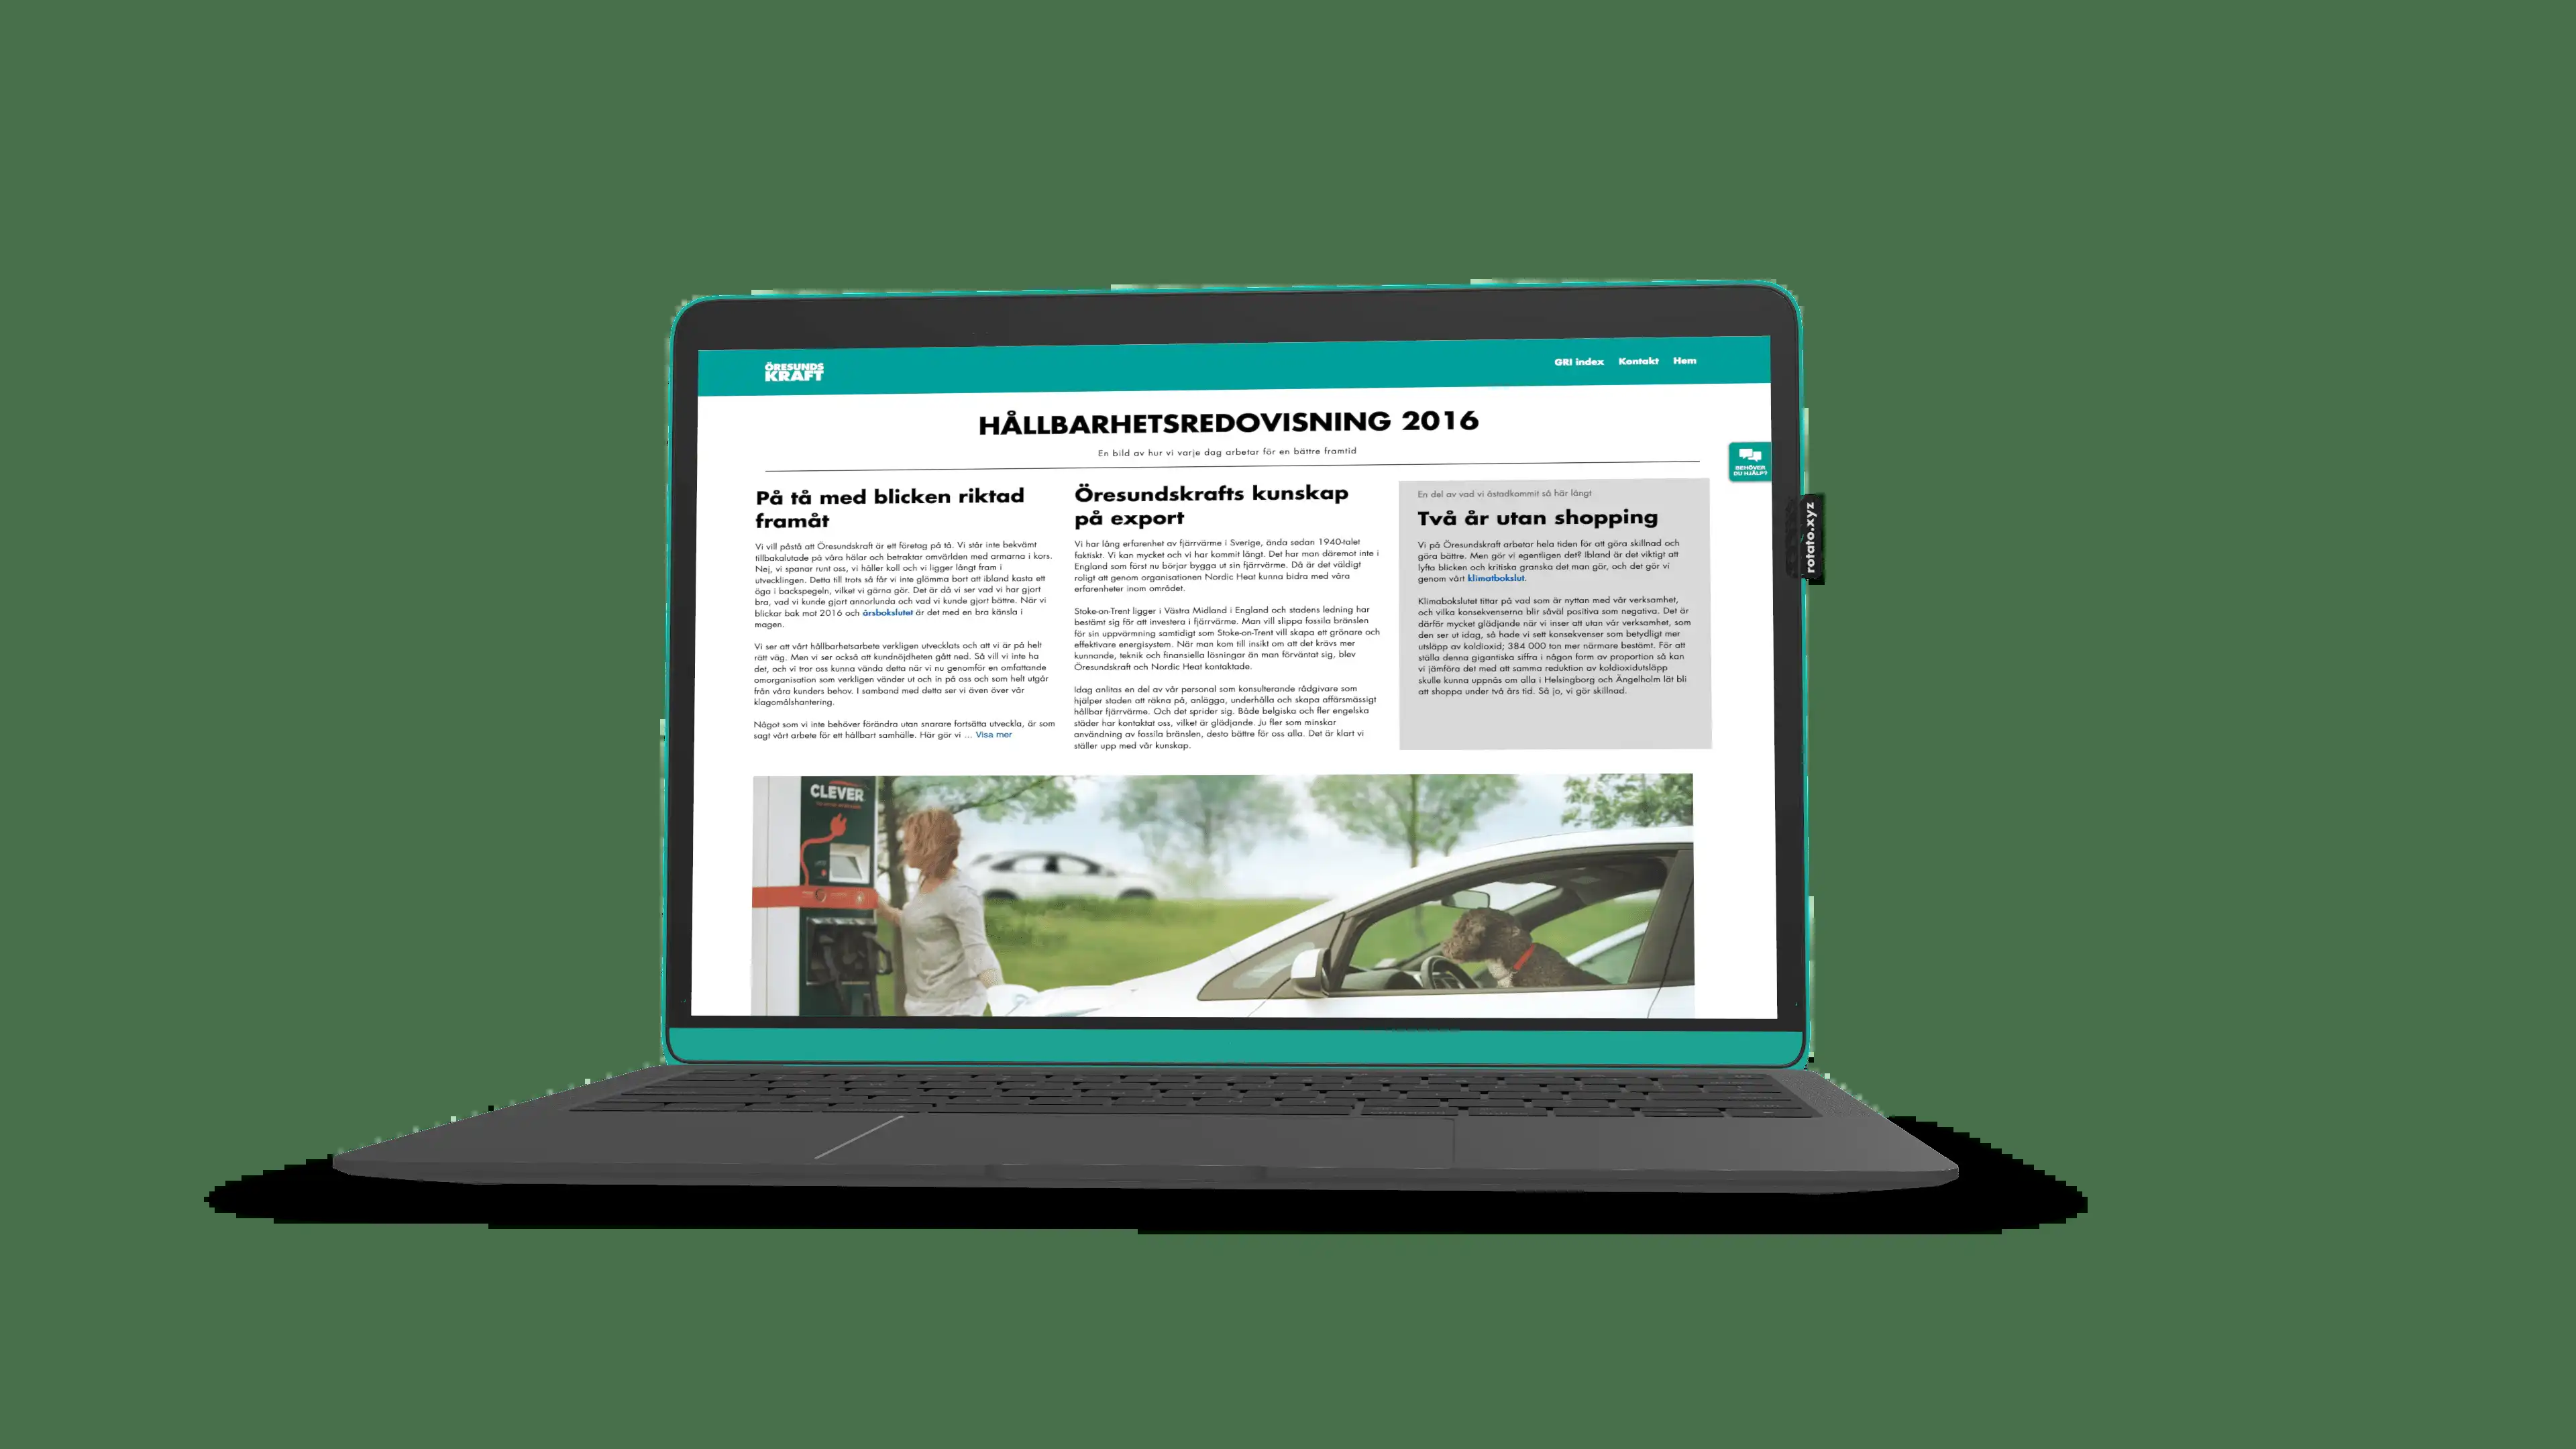 ÖRESUNDS
KRAFT
GRI index Kontakt Hem
HÅLLBARHETSREDOVISNING 2016
En bild av hur vi varje dag arbetar för en bättre framtid
BEHÖVER
DU HJÄLP?
rotato.xyz
På tå med blicken riktad
framåt
Vi vill påstå att Öresundskraft är ett företag på tå. Vi står inte bekvämt
tillbakalutade på våra hälar och betraktar omvärlden med armarna i kors.
Nej, vi spanar runt oss, vi håller koll och vi ligger långt fram i
utvecklingen. Detta till trots så får vi inte glömma bort att ibland kasta ett
öga i backspegeln, vilket vi gärna gör. Det är då vi ser vad vi har gjort
bra, vad vi kunde gjort annorlunda och vad vi kunde gjort bättre. När vi
blickar bak mot 2016 och årsbokslutet är det med en bra känsla i
magen.
Vi ser att vårt hållbarhetsarbete verkligen utvecklats och att vi är på helt
rätt väg. Men vi ser också att kundnöjdheten gått ned. Så vill vi inte ha
det, och vi tror oss kunna vända detta när vi nu genomför en omfattande
omorganisation som verkligen vänder ut och in på oss och som helt utgår
från våra kunders behov. I samband med detta ser vi även över vår
klagomålshantering.
Något som vi inte behöver förändra utan snarare fortsätta utveckla, är som
sagt vårt arbete för ett hållbart samhälle. Här gör vi ... Visa mer
Öresundskrafts kunskap
på export
Vi har lång erfarenhet av fjärrvärme i Sverige, ända sedan 1940-talet
faktiskt. Vi kan mycket och vi har kommit långt. Det har man däremot inte i
England som först nu börjar bygga ut sin fjärrvärme. Då är det väldigt
roligt att genom organisationen Nordic Heat kunna bidra med våra
erfarenheter inom området.
Stoke-on-Trent ligger i Västra Midland i England och stadens ledning har
bestämt sig för att investera i fjärrvärme. Man vill slippa fossila bränslen
för sin uppvärmning samtidigt som Stoke-on-Trent vill skapa ett grönare och
effektivare energisystem. När man kom till insikt om att det krävs mer
kunnande, teknik och finansiella lösningar än man förväntat sig, blev
Öresundskraft och Nordic Heat kontaktade.
Idag anlitas en del av vår personal som konsulterande rådgivare som
hjälper staden att räkna på, anlägga, underhålla och skapa affärsmässigt
hållbar fjärrvärme. Och det sprider sig. Både belgiska och fler engelska
städer har kontaktat oss, vilket är glädjande. Ju fler som minskar
användning av fossila bränslen, desto bättre för oss alla. Det är klart vi
ställer upp med vår kunskap.
En del av vad vi åstadkommit så här långt
Två år utan shopping
Vi på Öresundskraft arbetar hela tiden för att göra skillnad och
göra bättre. Men gör vi egentligen det? Ibland är det viktigt att
lyfta blicken och kritiska granska det man gör, och det gör vi
genom vårt klimatbokslut.
Klimabokslutet tittar på vad som är nyttan med vår verksamhet,
och vilka konsekvenserna blir såväl positiva som negativa. Det är
därför mycket glädjande när vi inser att utan vår verksamhet, som
den ser ut idag, så hade vi sett konsekvenser som betydligt mer
utsläpp av koldioxid; 384 000 ton mer närmare bestämt. För att
ställa denna gigantiska siffra i någon form av proportion så kan
vi jämföra det med att samma reduktion av koldioxidutsläpp
skulle kunna uppnås om alla i Helsingborg och Ängelholm lät bli
att shoppa under två års tid. Så jo, vi gör skillnad.
CLEVER